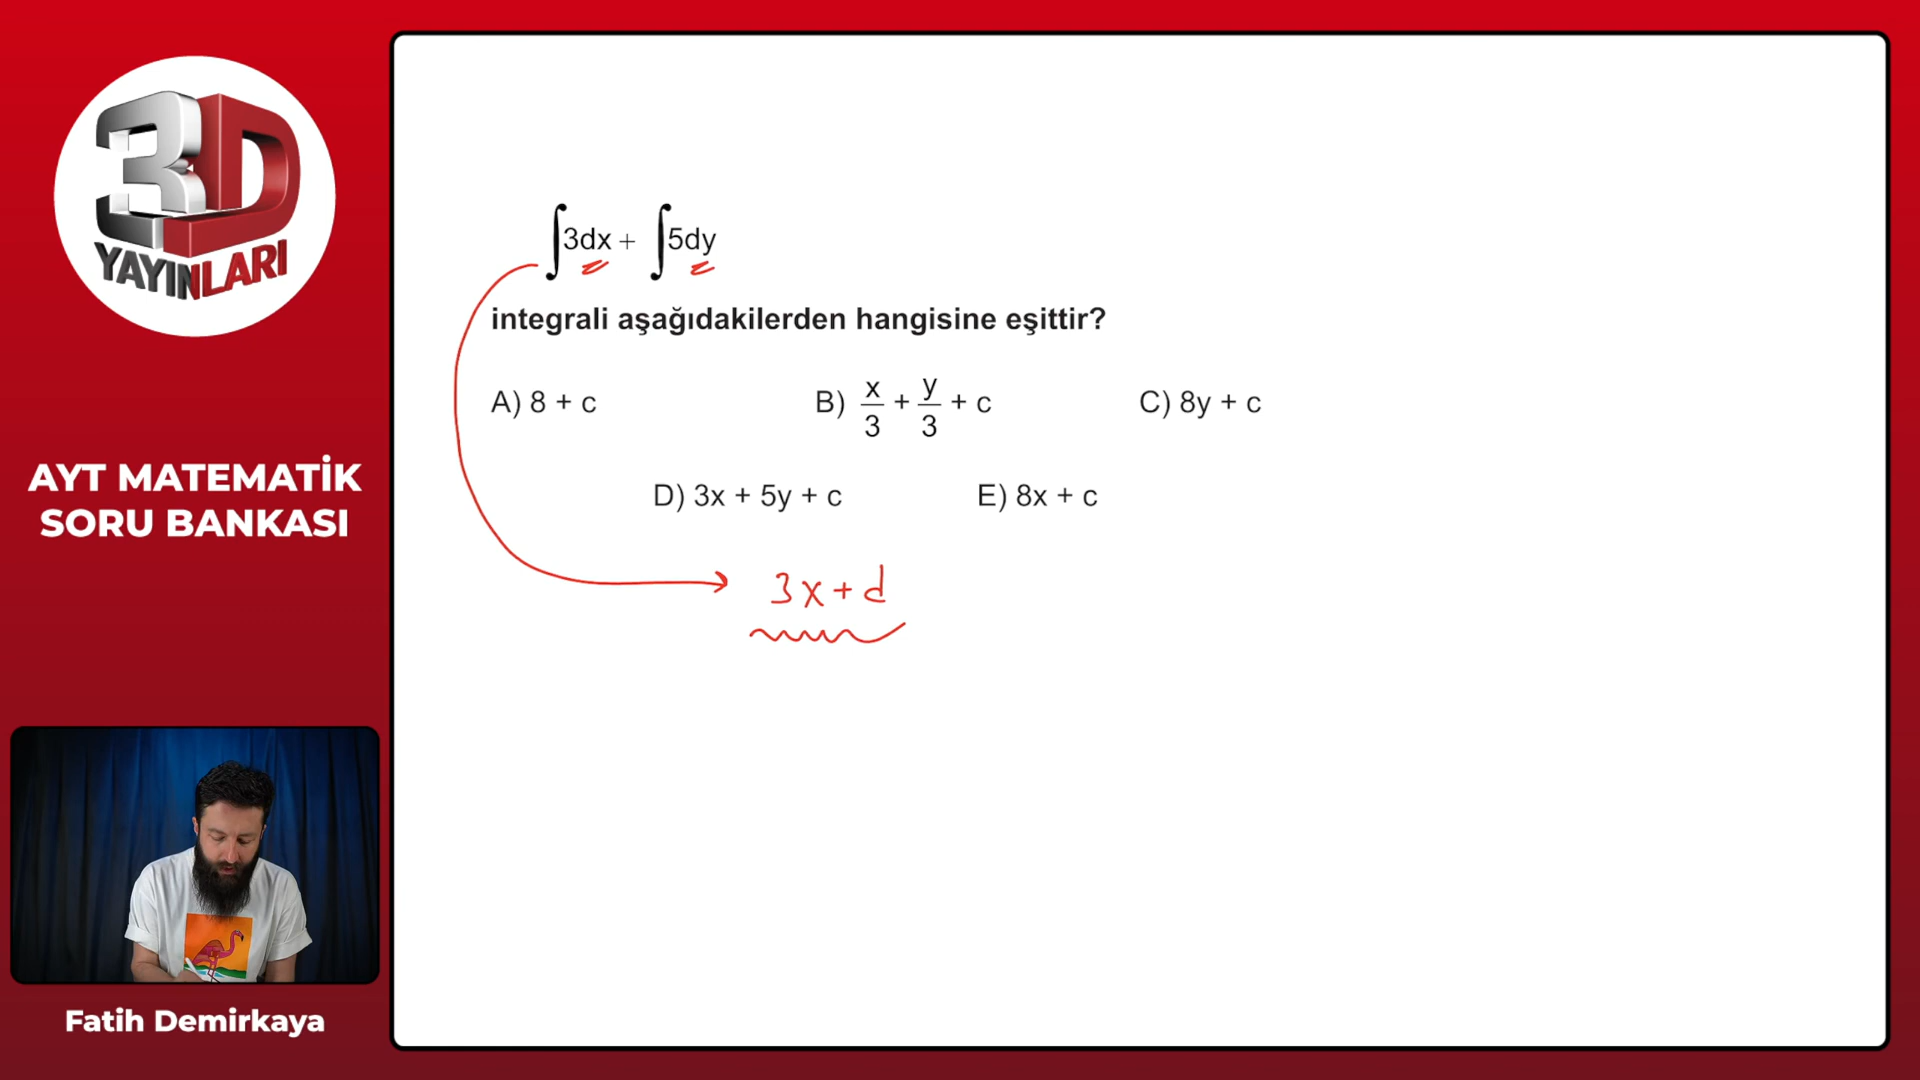 3D
YAYINLARI
AYT MATEMATİK
SORU BANKASI
Fatih Demirkaya
∫3dx + ∫5dy
integrali aşağıdakilerden hangisine eşittir?
A) 8 + c B) x/3 + y/3 + c C) 8y + c
D) 3x + 5y + c E) 8x + c
3x+d